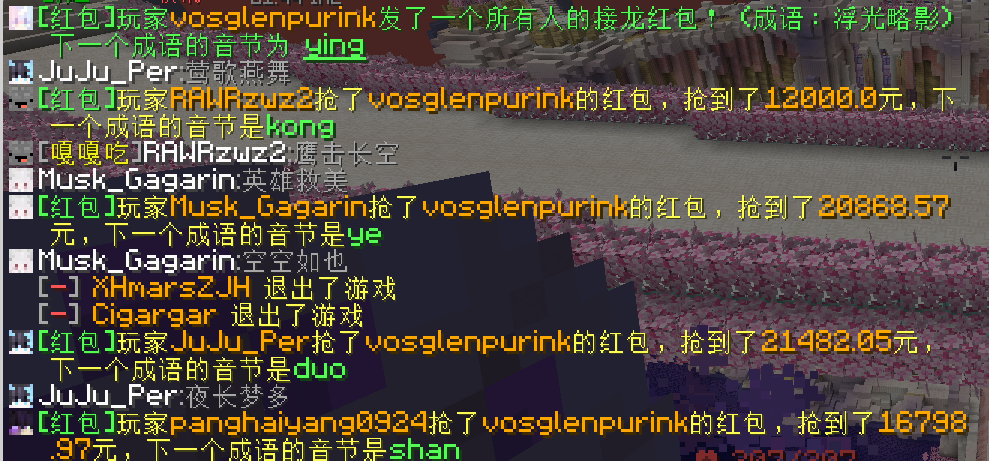 [红包]玩家vosglenpurink发了一个所有人的接龙红包！(成语：浮光略影)
下一个成语的音节为 ying
JuJu_Per:莺歌燕舞
[红包]玩家RAWRzwz2抢了vosglenpurink的红包，抢到了12000.0元，下
一个成语的音节是kong
[嘎嘎吃]RAWRzwz2:鹰击长空
Musk_Gagarin:英雄救美
[红包]玩家Musk_Gagarin抢了vosglenpurink的红包，抢到了20868.57
元，下一个成语的音节是ye
Musk_Gagarin:空空如也
[-] XHmarsZJH 退出了游戏
[-] Cigargar 退出了游戏
[红包]玩家JuJu_Per抢了vosglenpurink的红包，抢到了21482.05元，
下一个成语的音节是duo
JuJu_Per:夜长梦多
[红包]玩家panghaiyang0924抢了vosglenpurink的红包，抢到了16798
.97元，下一个成语的音节是shan